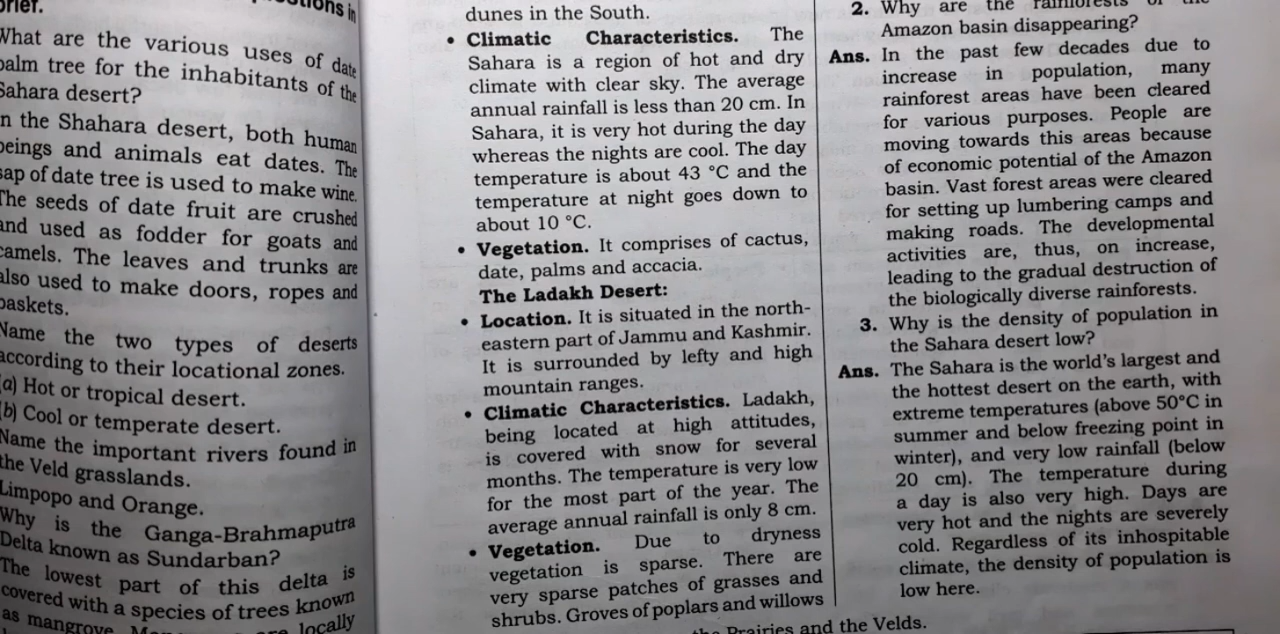 brief.
What are the various uses of date
palm tree for the inhabitants of the
Sahara desert?
n the Shahara desert, both human
beings and animals eat dates. The
sap of date tree is used to make wine.
The seeds of date fruit are crushed
and used as fodder for goats and
camels. The leaves and trunks are
also used to make doors, ropes and
baskets.
Name the two types of deserts
according to their locational zones.
(a) Hot or tropical desert.
(b) Cool or temperate desert.
Name the important rivers found in
the Veld grasslands.
Limpopo and Orange.
Why is the Ganga-Brahmaputra
Delta known as Sundarban?
The lowest part of this delta is
covered with a species of trees known
as mangrove. locally
dunes in the South.
• Climatic Characteristics. The
Sahara is a region of hot and dry
climate with clear sky. The average
annual rainfall is less than 20 cm. In
Sahara, it is very hot during the day
whereas the nights are cool. The day
temperature is about 43 °C and the
temperature at night goes down to
about 10 °C.
• Vegetation. It comprises of cactus,
date, palms and accacia.
The Ladakh Desert:
• Location. It is situated in the north-
eastern part of Jammu and Kashmir.
It is surrounded by lefty and high
mountain ranges.
• Climatic Characteristics. Ladakh,
being located at high attitudes,
is covered with snow for several
months. The temperature is very low
for the most part of the year. The
average annual rainfall is only 8 cm.
• Vegetation. Due to dryness
vegetation is sparse. There are
very sparse patches of grasses and
shrubs. Groves of poplars and willows
2. Why are the rainforests of the
Amazon basin disappearing?
Ans. In the past few decades due to
increase in population, many
rainforest areas have been cleared
for various purposes. People are
moving towards this areas because
of economic potential of the Amazon
basin. Vast forest areas were cleared
for setting up lumbering camps and
making roads. The developmental
activities are, thus, on increase,
leading to the gradual destruction of
the biologically diverse rainforests.
3. Why is the density of population in
the Sahara desert low?
Ans. The Sahara is the world's largest and
the hottest desert on the earth, with
extreme temperatures (above 50°C in
summer and below freezing point in
winter), and very low rainfall (below
20 cm). The temperature during
a day is also very high. Days are
very hot and the nights are severely
cold. Regardless of its inhospitable
climate, the density of population is
low here.
the Prairies and the Velds.